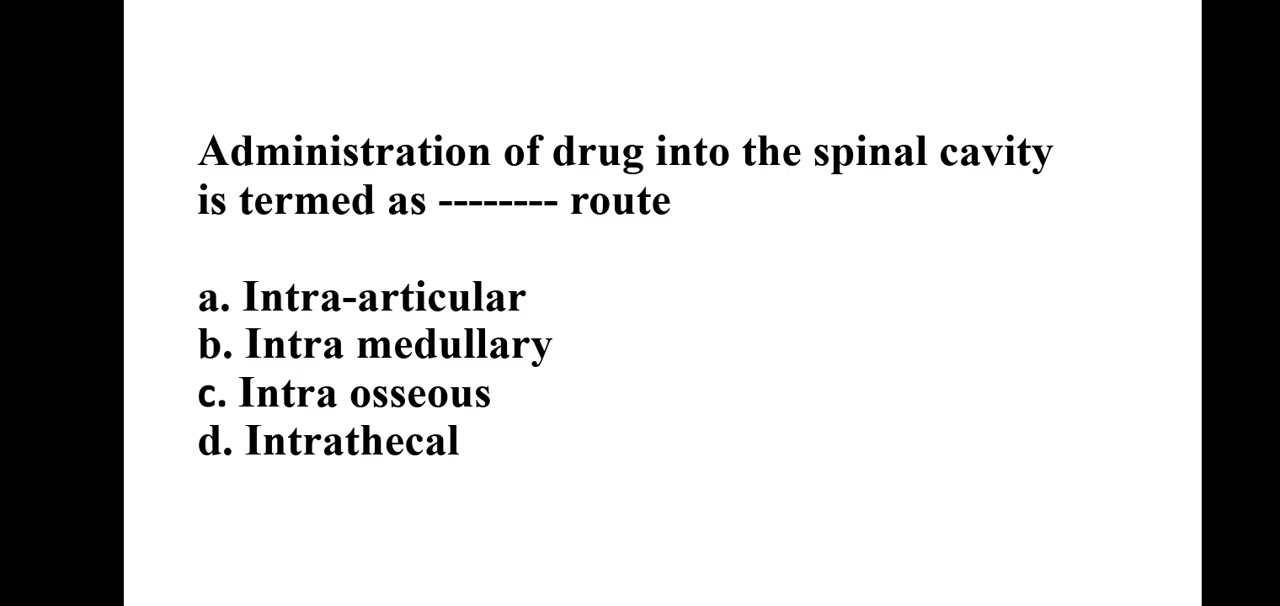 Administration of drug into the spinal cavity
is termed as -------- route
a. Intra-articular
b. Intra medullary
c. Intra osseous
d. Intrathecal